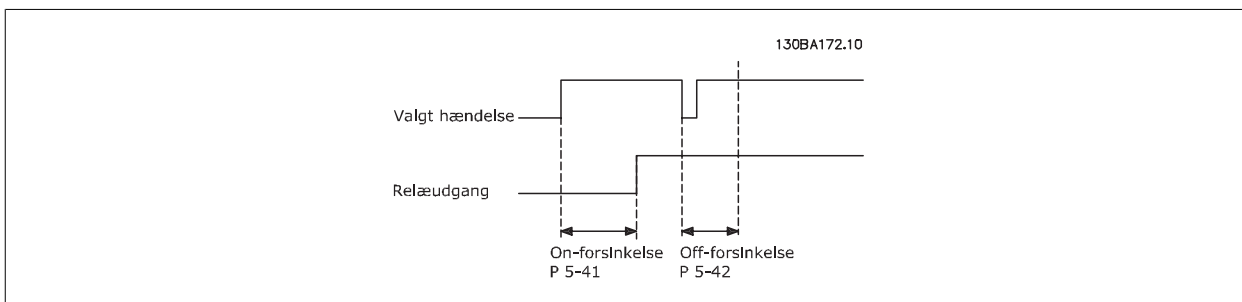 130BA172.10
Valgt hændelse
Relæudgang
On-forsinkelse
P 5-41
Off-forsinkelse
P 5-42